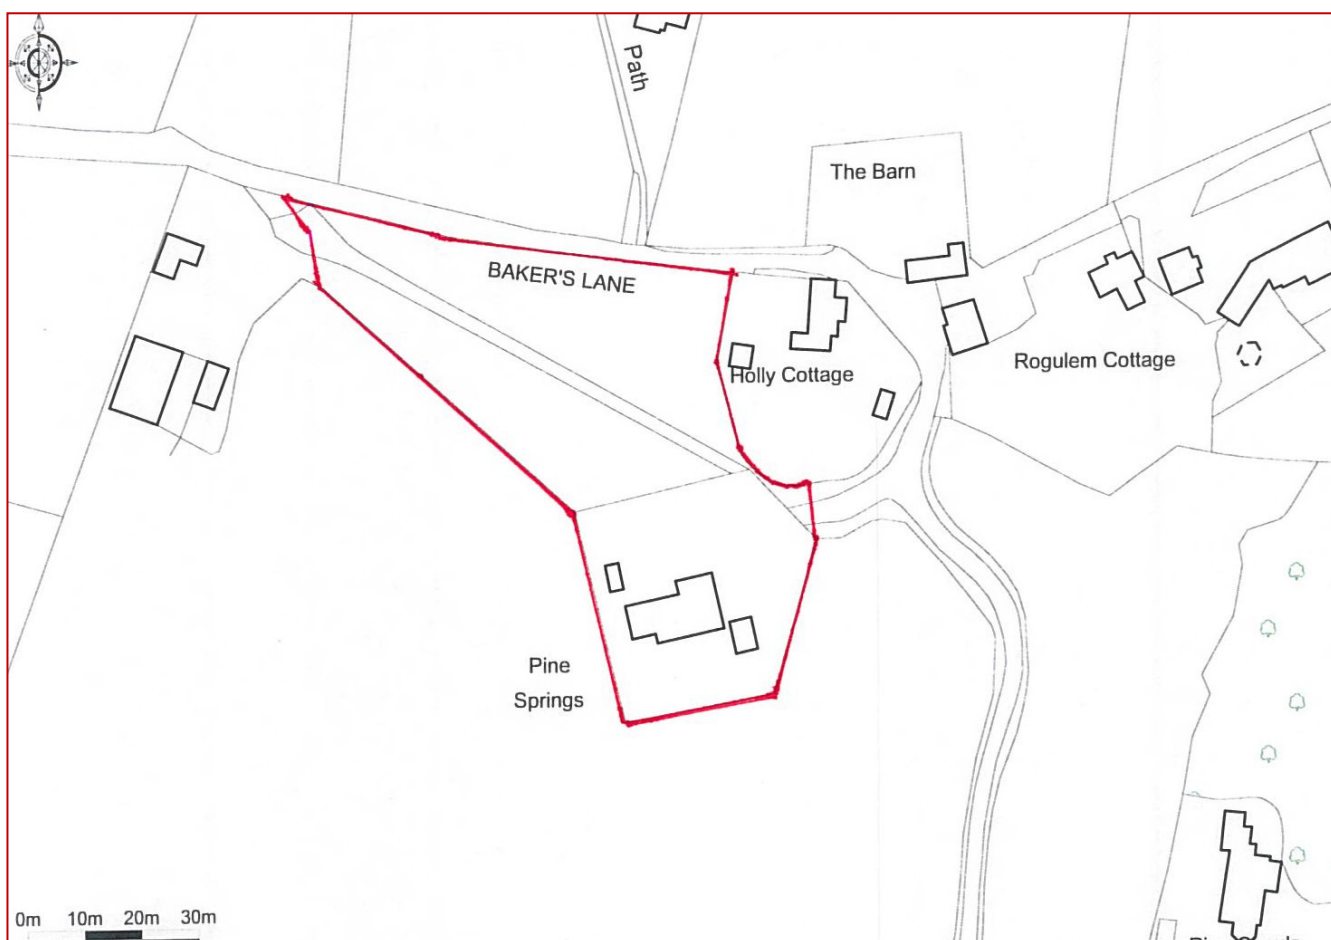 Path
The Barn
BAKER'S LANE
Holly Cottage
Rogulem Cottage
Pine
Springs
0m 10m 20m 30m